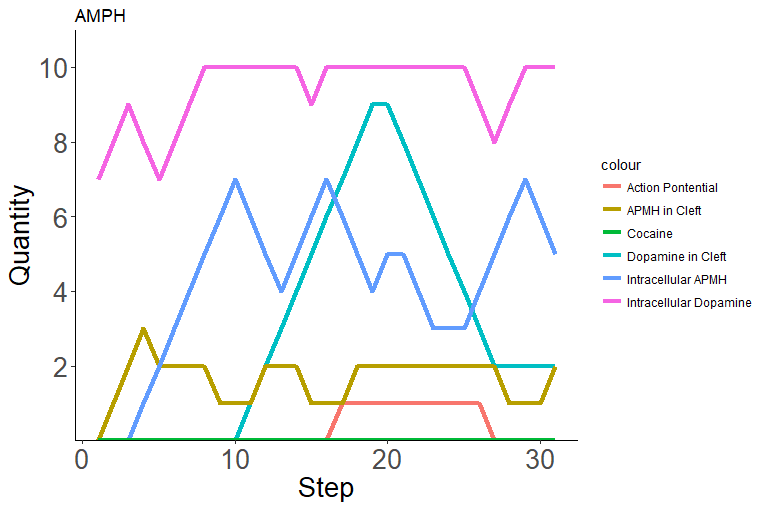 AMPH
10
8
6
4
2
Quantity
0 10 20 30
Step
colour
Action Pontential
APMH in Cleft
Cocaine
Dopamine in Cleft
Intracellular APMH
Intracellular Dopamine